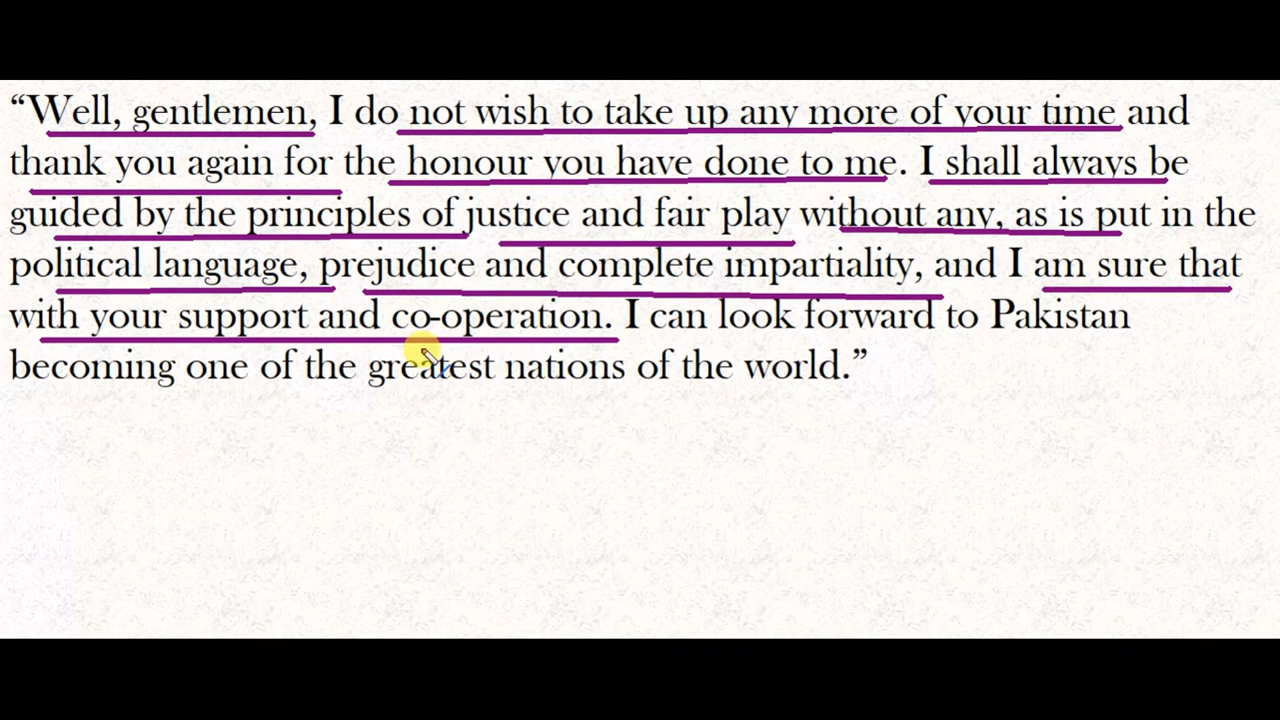 “Well, gentlemen, I do not wish to take up any more of your time and
thank you again for the honour you have done to me. I shall always be
guided by the principles of justice and fair play without any, as is put in the
political language, prejudice and complete impartiality, and I am sure that
with your support and co-operation. I can look forward to Pakistan
becoming one of the greatest nations of the world.”